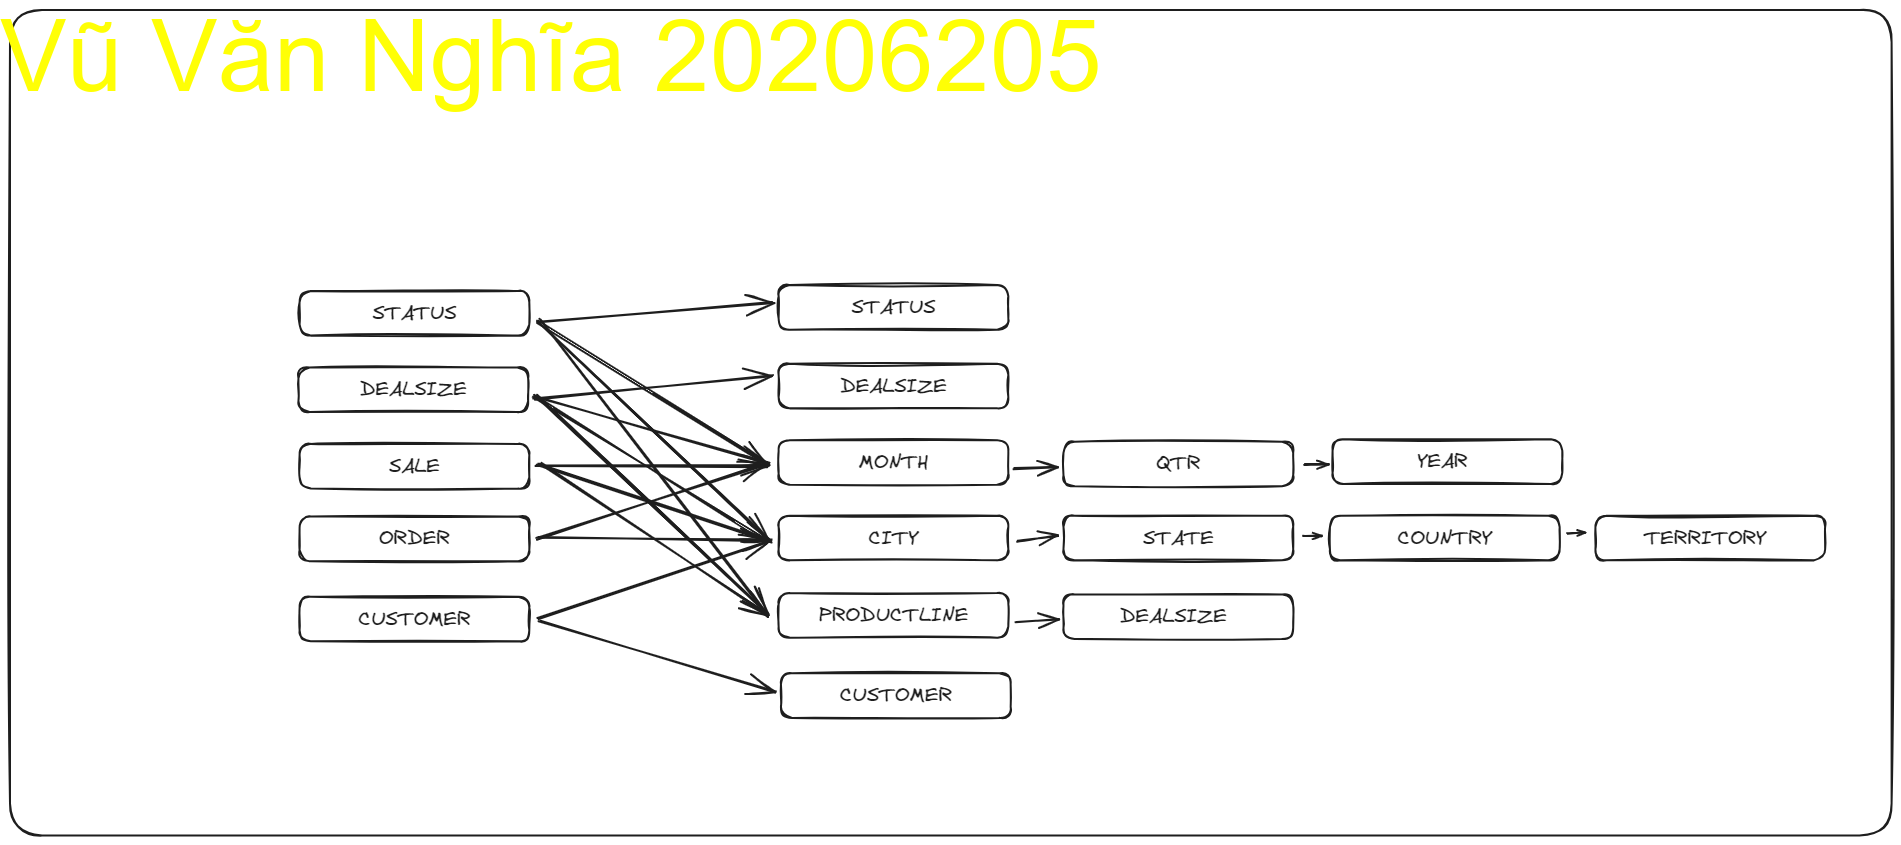 Vũ Văn Nghĩa 20206205
STATUS
STATUS
DEALSIZE
DEALSIZE
SALE
MONTH
QTR
YEAR
ORDER
CITY
STATE
COUNTRY
TERRITORY
CUSTOMER
PRODUCTLINE
DEALSIZE
CUSTOMER